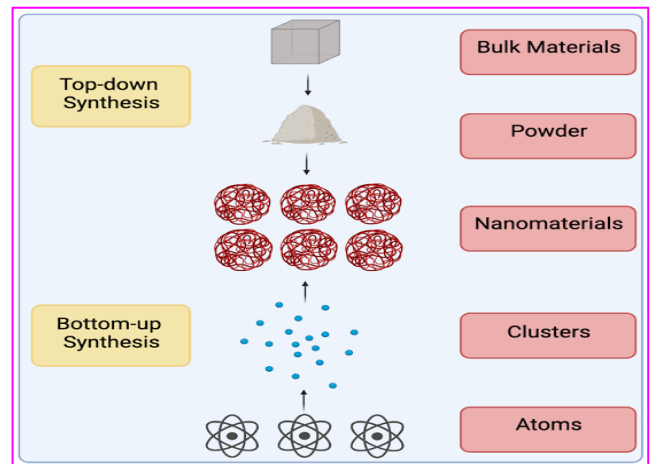 Bulk Materials
Top-down
Synthesis
Powder
Nanomaterials
Bottom-up
Synthesis
Clusters
Atoms